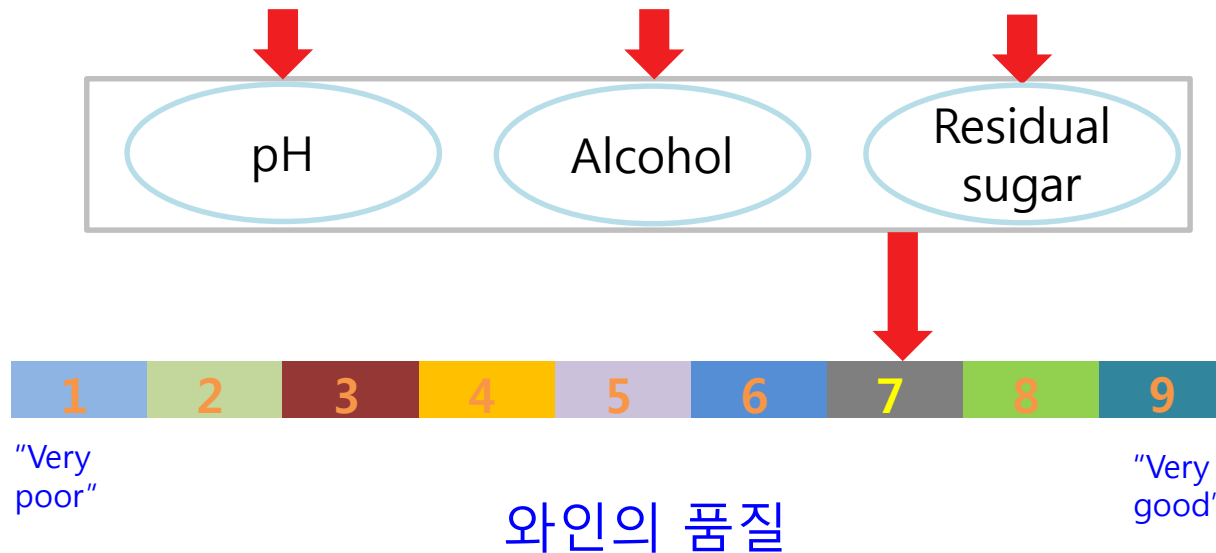 pH
Alcohol
Residual
sugar
1 2 3 4 5 6 7 8 9
"Very
poor"
"Very
good"
와인의 품질